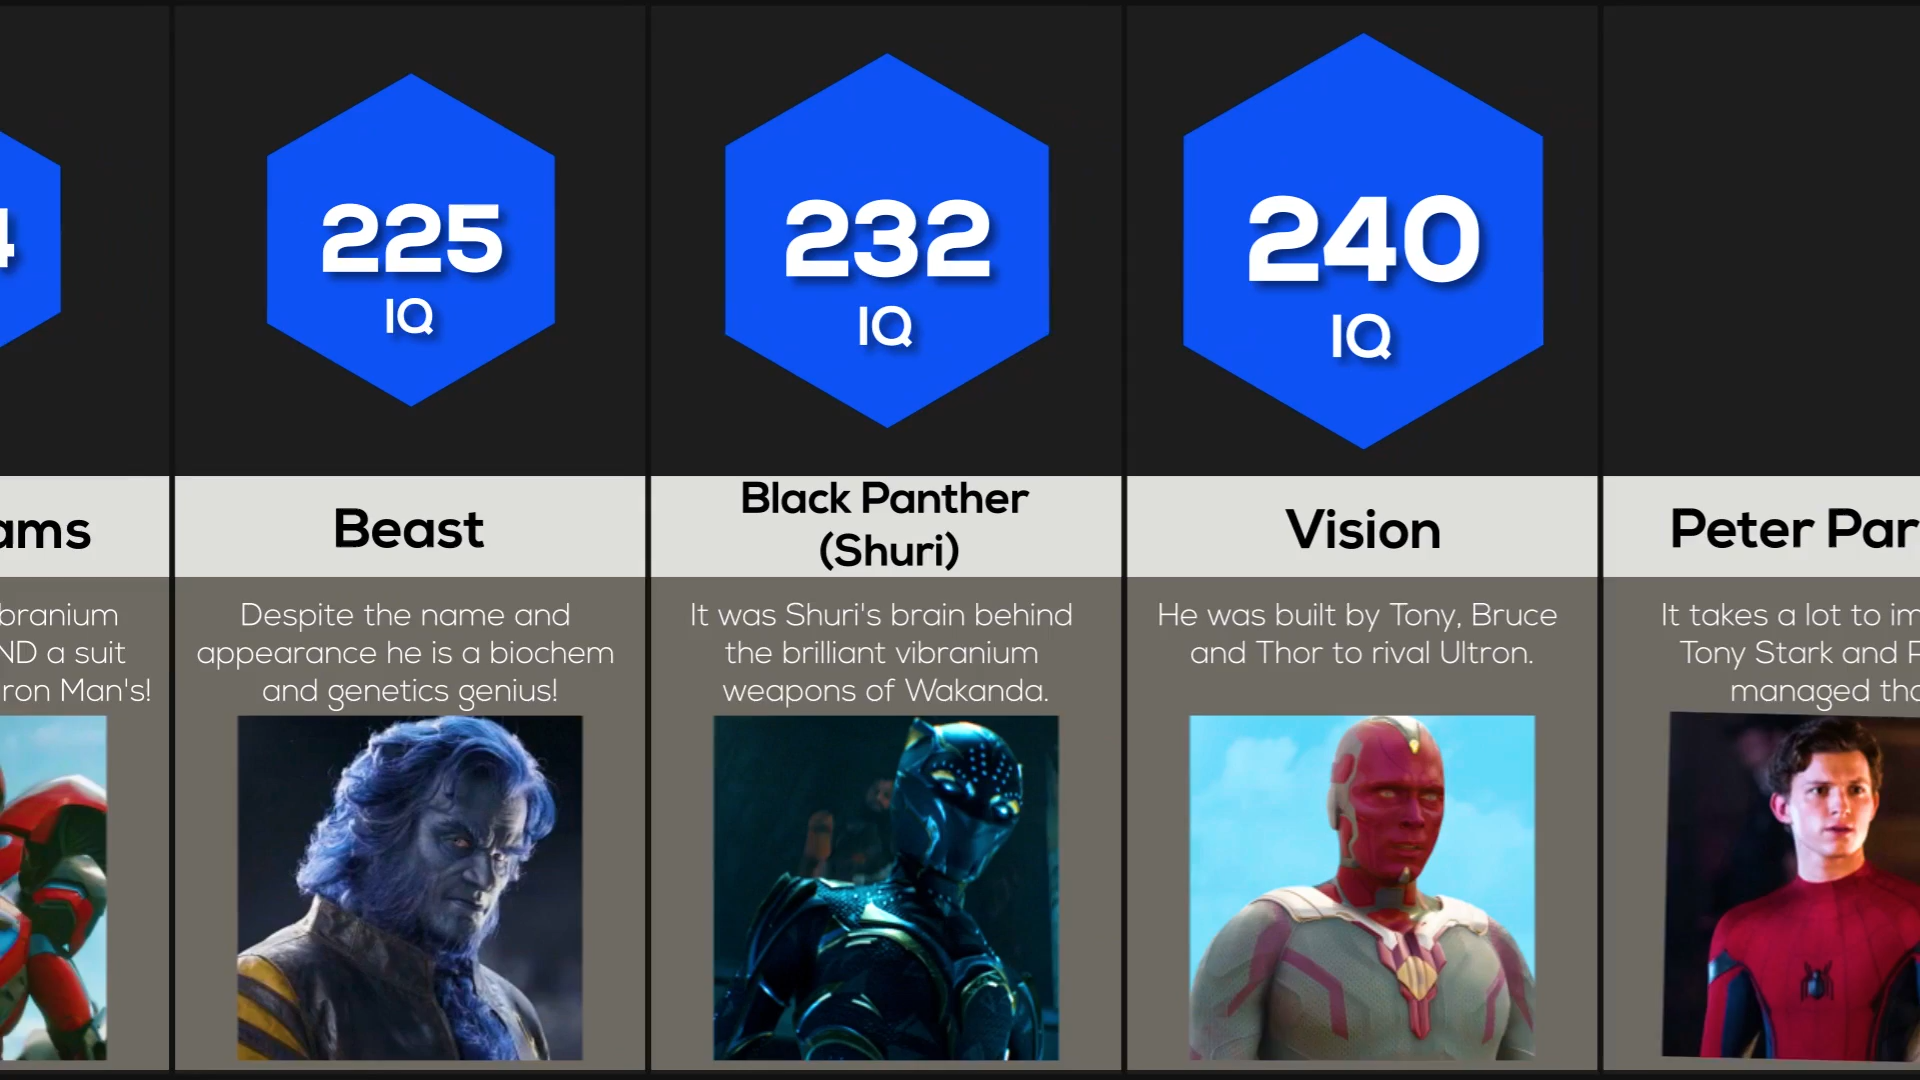 4
225
IQ
232
IQ
240
IQ
ams
Beast
Black Panther
(Shuri)
Vision
Peter Par
branium
ND a suit
ron Man's!
Despite the name and
appearance he is a biochem
and genetics genius!
It was Shuri's brain behind
the brilliant vibranium
weapons of Wakanda.
He was built by Tony, Bruce
and Thor to rival Ultron.
It takes a lot to im
Tony Stark and P
managed tha